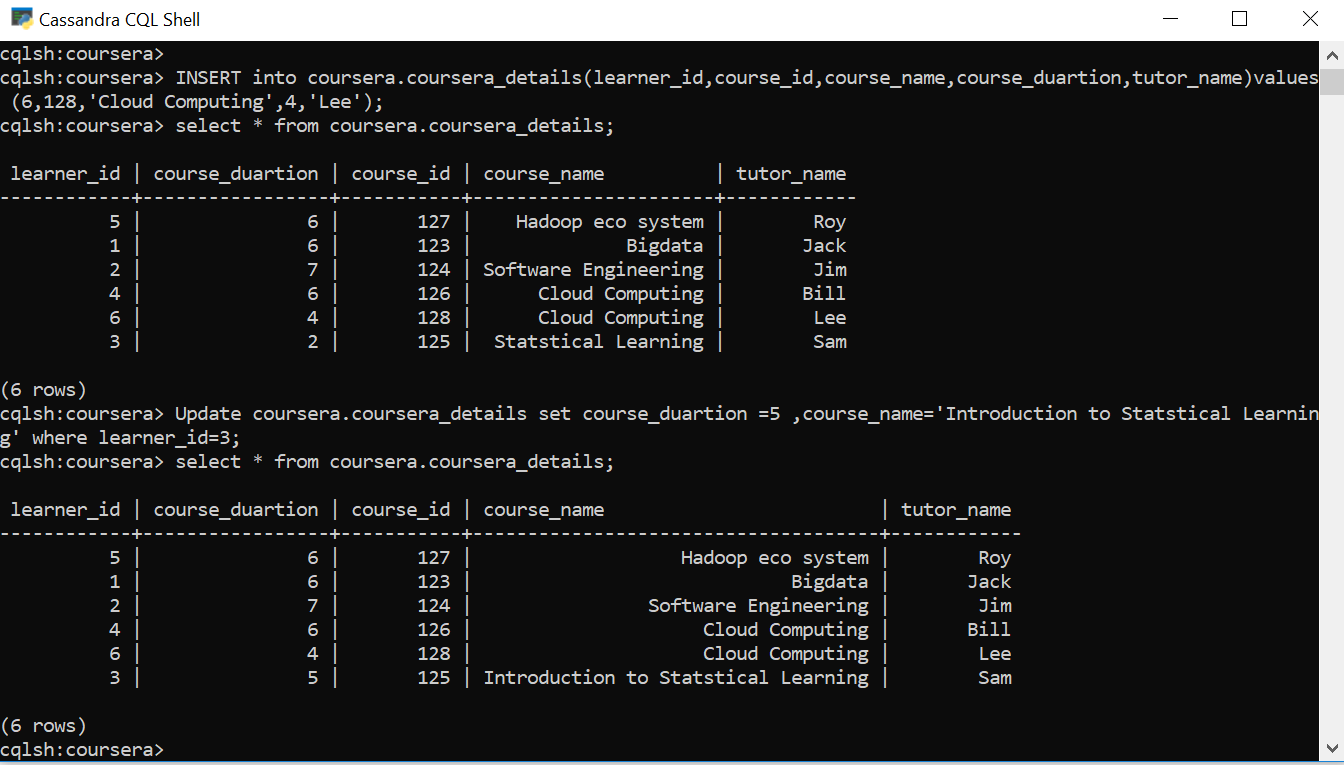 Cassandra CQL Shell
cqlsh:coursera>
cqlsh:coursera> INSERT into coursera.coursera_details(learner_id,course_id,course_name,course_duartion,tutor_name)values
 (6,128,'Cloud Computing',4,'Lee');
cqlsh:coursera> select * from coursera.coursera_details;
 learner_id | course_duartion | course_id | course_name          | tutor_name
------------+-----------------+-----------+----------------------+------------
          5 |               6 |       127 |    Hadoop eco system |        Roy
          1 |               6 |       123 |              Bigdata |       Jack
          2 |               7 |       124 | Software Engineering |        Jim
          4 |               6 |       126 |      Cloud Computing |       Bill
          6 |               4 |       128 |      Cloud Computing |        Lee
          3 |               2 |       125 |  Statstical Learning |        Sam
(6 rows)
cqlsh:coursera> Update coursera.coursera_details set course_duartion =5 ,course_name='Introduction to Statstical Learnin
g' where learner_id=3;
cqlsh:coursera> select * from coursera.coursera_details;
 learner_id | course_duartion | course_id | course_name                         | tutor_name
------------+-----------------+-----------+-------------------------------------+------------
          5 |               6 |       127 |                   Hadoop eco system |        Roy
          1 |               6 |       123 |                             Bigdata |       Jack
          2 |               7 |       124 |                Software Engineering |        Jim
          4 |               6 |       126 |                     Cloud Computing |       Bill
          6 |               4 |       128 |                     Cloud Computing |        Lee
          3 |               5 |       125 | Introduction to Statstical Learning |        Sam
(6 rows)
cqlsh:coursera>